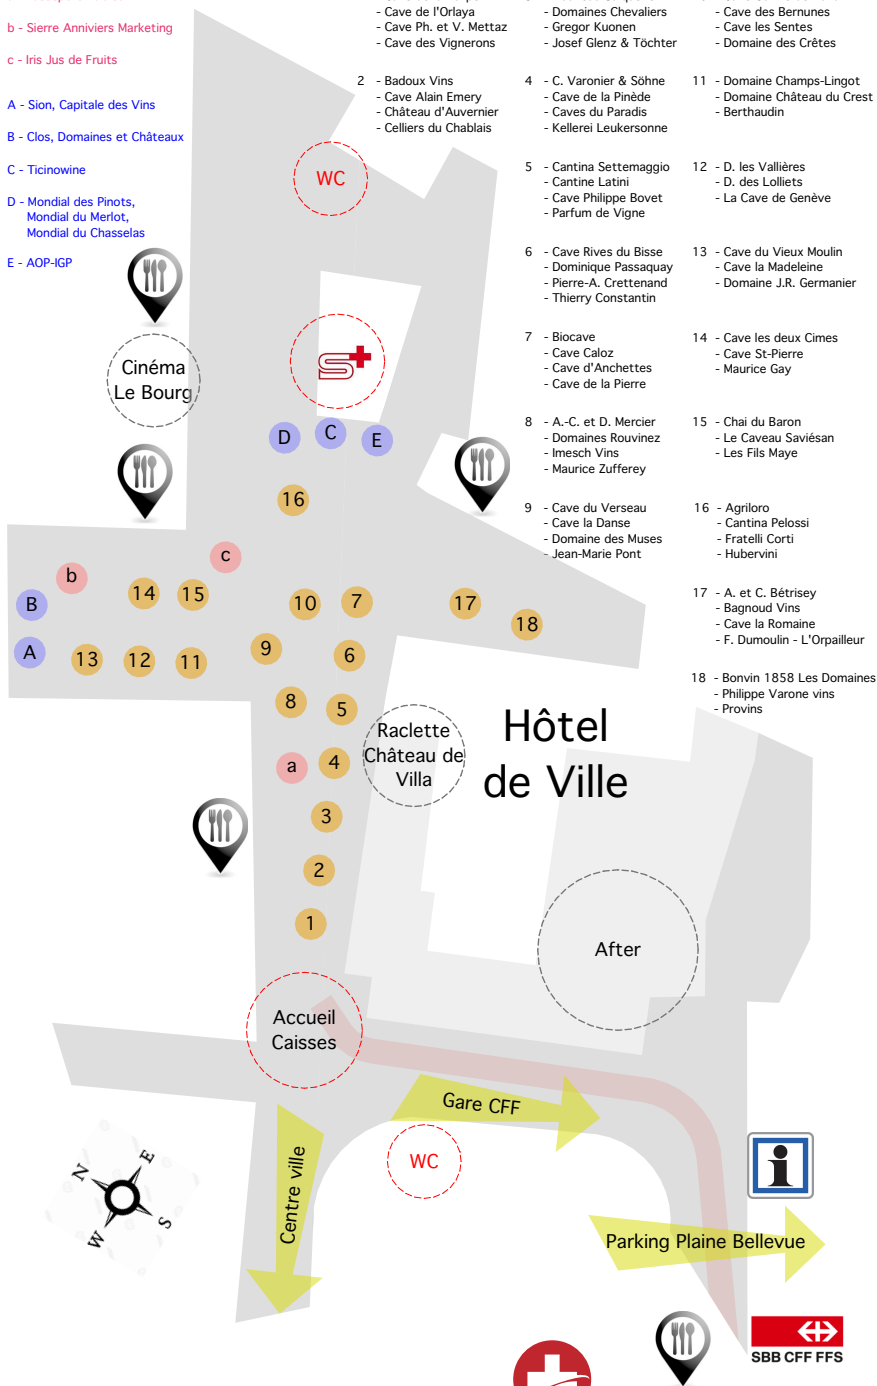 b - Sierre Anniviers Marketing
c - Iris Jus de Fruits
A - Sion, Capitale des Vins
B - Clos, Domaines et Châteaux
C - Ticinowine
D - Mondial des Pinots,
Mondial du Merlot,
Mondial du Chasselas
E - AOP-IGP
- Cave de l'Orlaya
- Cave Ph. et V. Mettaz
- Cave des Vignerons
2 - Badoux Vins
- Cave Alain Emery
- Château d'Auvernier
- Celliers du Chablais
- Domaines Chevaliers
- Gregor Kuonen
- Josef Glenz & Töchter
4 - C. Varonier & Söhne
- Cave de la Pinède
- Caves du Paradis
- Kellerei Leukersonne
5 - Cantina Settemaggio
- Cantine Latini
- Cave Philippe Bovet
- Parfum de Vigne
6 - Cave Rives du Bisse
- Dominique Passaquay
- Pierre-A. Crettenand
- Thierry Constantin
7 - Biocave
- Cave Caloz
- Cave d'Anchettes
- Cave de la Pierre
8 - A.-C. et D. Mercier
- Domaines Rouvinez
- Imesch Vins
- Maurice Zufferey
9 - Cave du Verseau
- Cave la Danse
- Domaine des Muses
- Jean-Marie Pont
- Cave des Bernunes
- Cave les Sentes
- Domaine des Crêtes
11 - Domaine Champs-Lingot
- Domaine Château du Crest
- Berthaudin
12 - D. les Vallières
- D. des Lolliets
- La Cave de Genève
13 - Cave du Vieux Moulin
- Cave la Madeleine
- Domaine J.R. Germanier
14 - Cave les deux Cimes
- Cave St-Pierre
- Maurice Gay
15 - Chai du Baron
- Le Caveau Saviésan
- Les Fils Maye
16 - Agriloro
- Cantina Pelossi
- Fratelli Corti
- Hubervini
17 - A. et C. Bétrisey
- Bagnoud Vins
- Cave la Romaine
- F. Dumoulin - L'Orpailleur
18 - Bonvin 1858 Les Domaines
- Philippe Varone vins
- Provins
WC
S
Cinéma
Le Bourg
D
C
E
16
c
b
14
15
10
7
17
B
18
A
13
12
11
9
6
8
5
Raclette
Château de
Villa
Hôtel
de Ville
a
4
3
2
1
After
Accueil
Caisses
Gare CFF
Centre ville
WC
i
N
E
W
S
Parking Plaine Bellevue
SBB CFF FFS